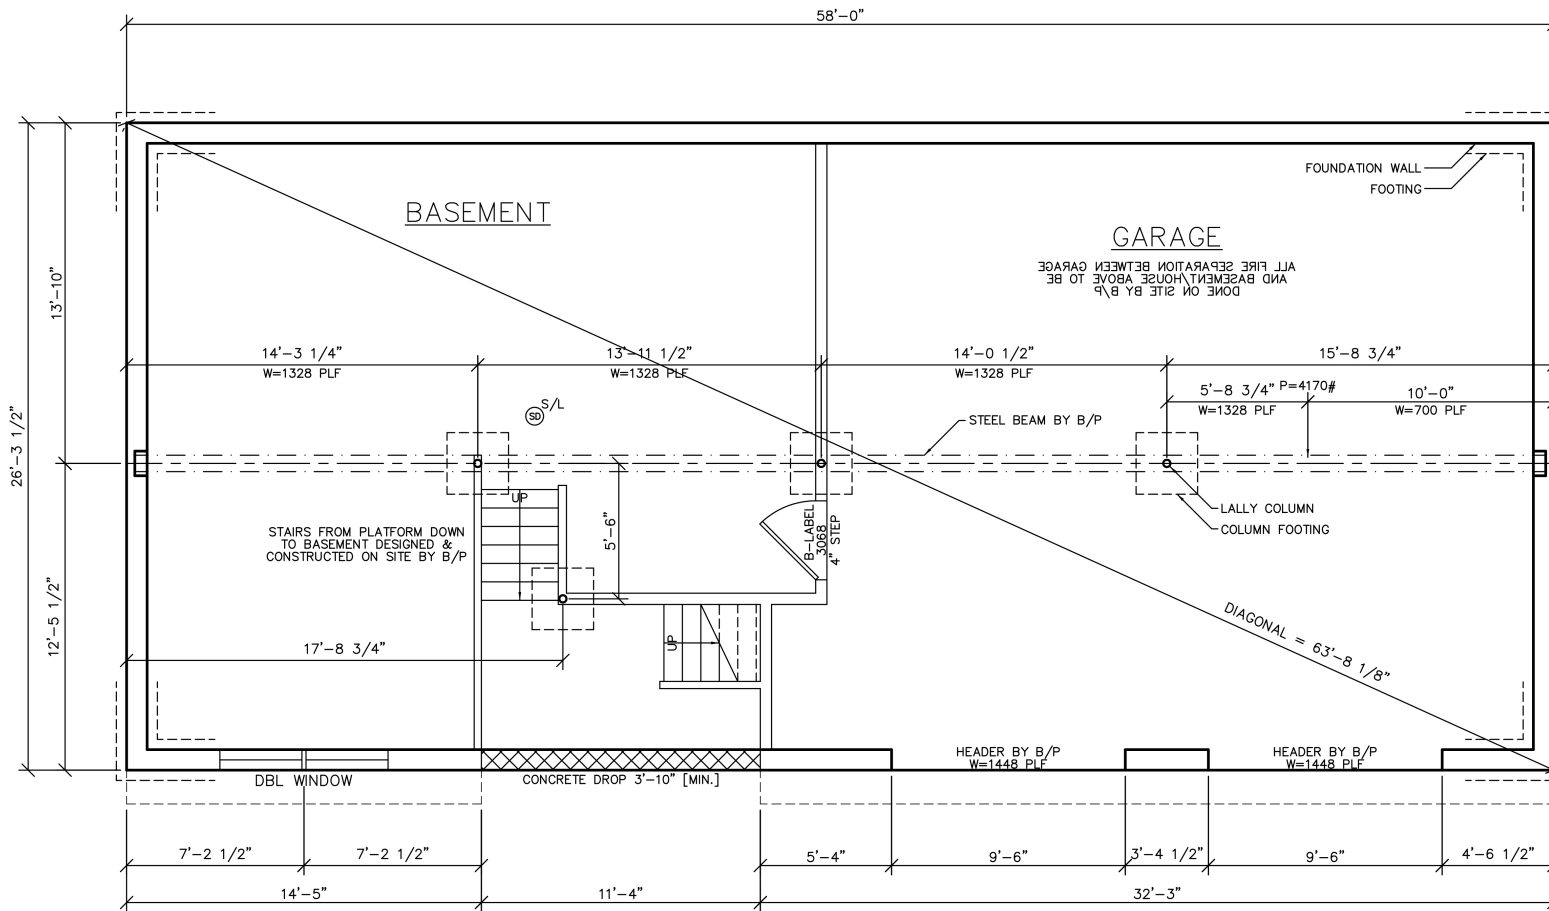 58'-0"
FOUNDATION WALL
FOOTING
BASEMENT
GARAGE
ALL FIRE SEPARATION BETWEEN GARAGE
AND BASEMENT/HOUSE ABOVE TO BE
DONE ON SITE BY B/P
13'-10"
14'-3 1/4"
W=1328 PLF
13'-11 1/2"
W=1328 PLF
14'-0 1/2"
W=1328 PLF
15'-8 3/4"
5'-8 3/4"
P=4170#
10'-0"
W=1328 PLF
W=700 PLF
S/L
SD
STEEL BEAM BY B/P
26'-3 1/2"
UP
LALLY COLUMN
COLUMN FOOTING
STAIRS FROM PLATFORM DOWN
TO BASEMENT DESIGNED &
CONSTRUCTED ON SITE BY B/P
5'-6"
B-LABEL
3068
4" STEP
12'-5 1/2"
17'-8 3/4"
UP
DIAGONAL = 63'-8 1/8"
HEADER BY B/P
W=1448 PLF
HEADER BY B/P
W=1448 PLF
DBL WINDOW
CONCRETE DROP 3'-10" [MIN.]
7'-2 1/2"
7'-2 1/2"
5'-4"
9'-6"
3'-4 1/2"
9'-6"
4'-6 1/2"
14'-5"
11'-4"
32'-3"